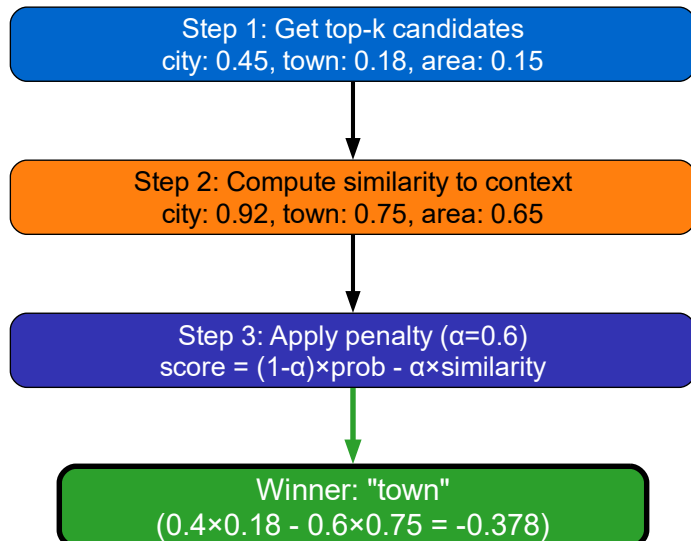 Step 1: Get top-k candidates
city: 0.45, town: 0.18, area: 0.15
Step 2: Compute similarity to context
city: 0.92, town: 0.75, area: 0.65
Step 3: Apply penalty (α=0.6)
score = (1-α)×prob - α×similarity
Winner: "town"
(0.4×0.18 - 0.6×0.75 = -0.378)